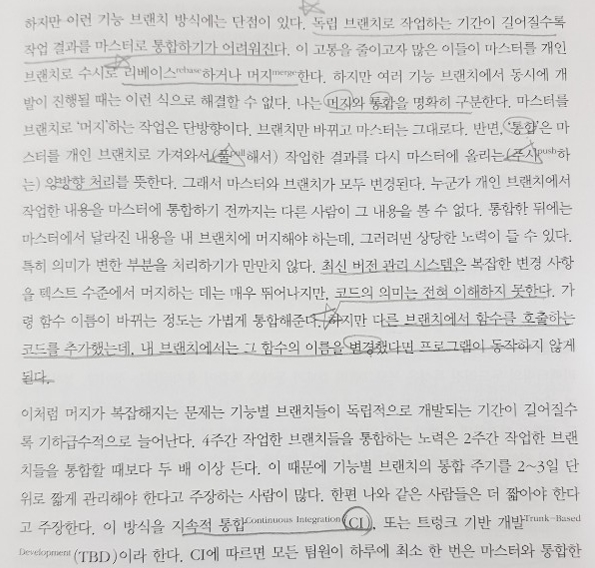 하지만 이런 기능 브랜치 방식에는 단점이 있다. 독립 브랜치로 작업하는 기간이 길어질수록
작업 결과를 마스터로 통합하기가 어려워진다. 이 고통을 줄이고자 많은 이들이 마스터를 개인
브랜치로 수시로 리베이스rebase하거나 머지merge한다. 하지만 여러 기능 브랜치에서 동시에 개
발이 진행될 때는 이런 식으로 해결할 수 없다. 나는 머지와 통합을 명확히 구분한다. 마스터를
브랜치로 '머지'하는 작업은 단방향이다. 브랜치만 바뀌고 마스터는 그대로다. 반면, '통합'은 마
스터를 개인 브랜치로 가져와서(풀pull해서) 작업한 결과를 다시 마스터에 올리는(푸시push하
는) 양방향 처리를 뜻한다. 그래서 마스터와 브랜치가 모두 변경된다. 누군가 개인 브랜치에서
작업한 내용을 마스터에 통합하기 전까지는 다른 사람이 그 내용을 볼 수 없다. 통합한 뒤에는
마스터에서 달라진 내용을 내 브랜치에 머지해야 하는데, 그러려면 상당한 노력이 들 수 있다.
특히 의미가 변한 부분을 처리하기가 만만치 않다. 최신 버전 관리 시스템은 복잡한 변경 사항
을 텍스트 수준에서 머지하는 데는 매우 뛰어나지만, 코드의 의미는 전혀 이해하지 못한다. 가
령 함수 이름이 바뀌는 정도는 가볍게 통합해준다. 하지만 다른 브랜치에서 함수를 호출하는
코드를 추가했는데, 내 브랜치에서는 그 함수의 이름을 변경했다면 프로그램이 동작하지 않게
된다.
이처럼 머지가 복잡해지는 문제는 기능별 브랜치들이 독립적으로 개발되는 기간이 길어질수
록 기하급수적으로 늘어난다. 4주간 작업한 브랜치들을 통합하는 노력은 2주간 작업한 브랜
치들을 통합할 때보다 두 배 이상 든다. 이 때문에 기능별 브랜치의 통합 주기를 2~3일 단
위로 짧게 관리해야 한다고 주장하는 사람이 많다. 한편 나와 같은 사람들은 더 짧아야 한다
고 주장한다. 이 방식을 지속적 통합Continuous Integration(CI), 또는 트렁크 기반 개발Trunk-Based
Development(TBD)이라 한다. CI에 따르면 모든 팀원이 하루에 최소 한 번은 마스터와 통합한